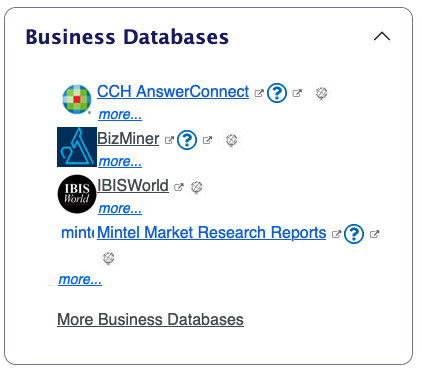 Business Databases
CCH AnswerConnect ?
more...
BizMiner ?
more...
IBIS World IBISWorld
more...
Mintel Market Research Reports ?
more...
More Business Databases